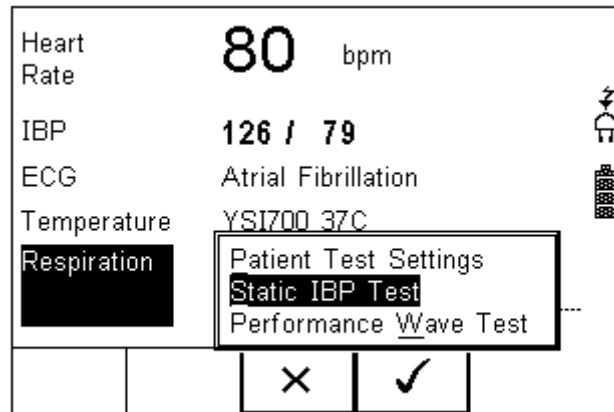 Heart Rate 80 bpm
IBP 126 / 79
ECG Atrial Fibrillation
Temperature YSI700 37C
Respiration
Patient Test Settings
Static IBP Test
Performance Wave Test